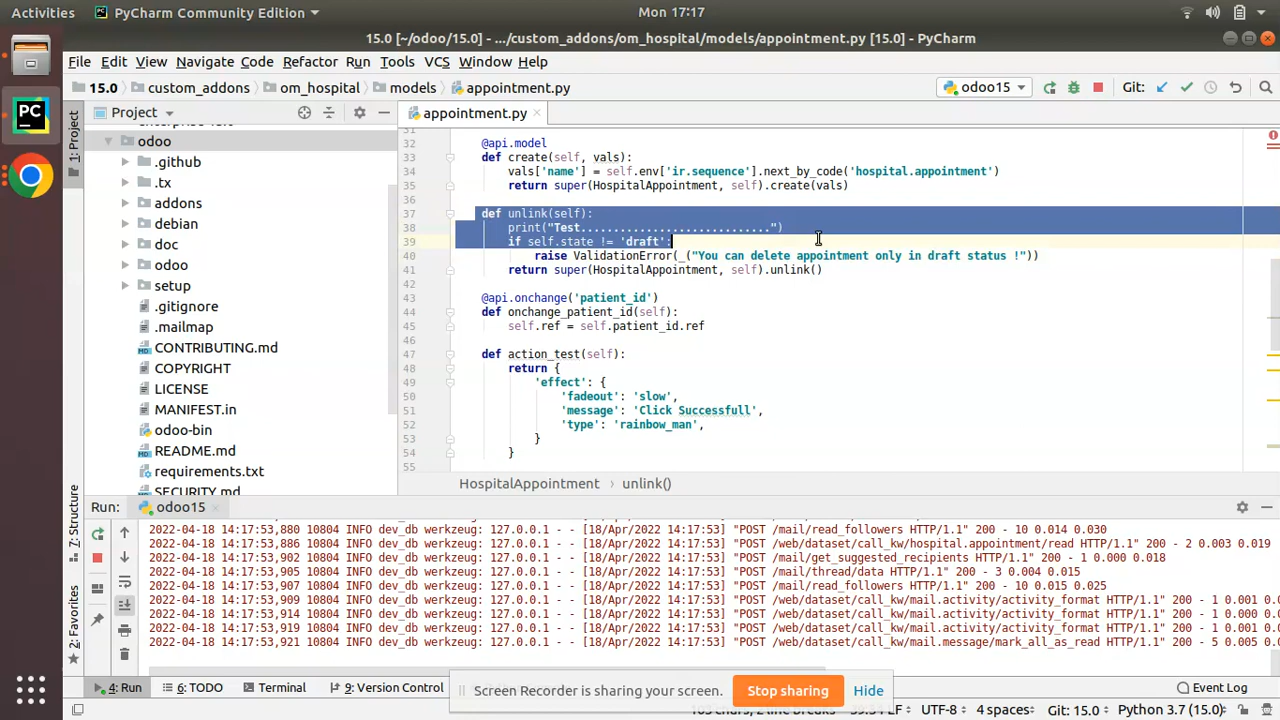 Activities PyCharm Community Edition Mon 17:17
15.0 [~/odoo/15.0] - .../custom_addons/om_hospital/models/appointment.py [15.0] - PyCharm
File Edit View Navigate Code Refactor Run Tools VCS Window Help
15.0 custom_addons om_hospital models appointment.py odoo15 Git:
1: Project
7: Structure
2: Favorites
Project
odoo
.github
.tx
addons
debian
doc
odoo
setup
.gitignore
.mailmap
CONTRIBUTING.md
COPYRIGHT
LICENSE
MANIFEST.in
odoo-bin
README.md
requirements.txt
SECURITY.md
appointment.py
31
32 @api.model
33 def create(self, vals):
34 vals['name'] = self.env['ir.sequence'].next_by_code('hospital.appointment')
35 return super(HospitalAppointment, self).create(vals)
36
37 def unlink(self):
38 print("Test.............................")
39 if self.state != 'draft':
40 raise ValidationError(_("You can delete appointment only in draft status !"))
41 return super(HospitalAppointment, self).unlink()
42
43 @api.onchange('patient_id')
44 def onchange_patient_id(self):
45 self.ref = self.patient_id.ref
46
47 def action_test(self):
48 return {
49 'effect': {
50 'fadeout': 'slow',
51 'message': 'Click Successfull',
52 'type': 'rainbow_man',
53 }
54 }
55
HospitalAppointment › unlink()
Run: odoo15
2022-04-18 14:17:53,880 10804 INFO dev_db werkzeug: 127.0.0.1 - - [18/Apr/2022 14:17:53] "POST /mail/read_followers HTTP/1.1" 200 - 10 0.014 0.030
2022-04-18 14:17:53,886 10804 INFO dev_db werkzeug: 127.0.0.1 - - [18/Apr/2022 14:17:53] "POST /web/dataset/call_kw/hospital.appointment/read HTTP/1.1" 200 - 2 0.003 0.019
2022-04-18 14:17:53,902 10804 INFO dev_db werkzeug: 127.0.0.1 - - [18/Apr/2022 14:17:53] "POST /mail/get_suggested_recipients HTTP/1.1" 200 - 1 0.000 0.018
2022-04-18 14:17:53,905 10804 INFO dev_db werkzeug: 127.0.0.1 - - [18/Apr/2022 14:17:53] "POST /mail/thread/data HTTP/1.1" 200 - 3 0.004 0.015
2022-04-18 14:17:53,907 10804 INFO dev_db werkzeug: 127.0.0.1 - - [18/Apr/2022 14:17:53] "POST /mail/read_followers HTTP/1.1" 200 - 10 0.015 0.025
2022-04-18 14:17:53,909 10804 INFO dev_db werkzeug: 127.0.0.1 - - [18/Apr/2022 14:17:53] "POST /web/dataset/call_kw/mail.activity/activity_format HTTP/1.1" 200 - 1 0.001 0.0
2022-04-18 14:17:53,914 10804 INFO dev_db werkzeug: 127.0.0.1 - - [18/Apr/2022 14:17:53] "POST /web/dataset/call_kw/mail.activity/activity_format HTTP/1.1" 200 - 1 0.000 0.0
2022-04-18 14:17:53,919 10804 INFO dev_db werkzeug: 127.0.0.1 - - [18/Apr/2022 14:17:53] "POST /web/dataset/call_kw/mail.activity/activity_format HTTP/1.1" 200 - 1 0.001 0.0
2022-04-18 14:17:53,921 10804 INFO dev_db werkzeug: 127.0.0.1 - - [18/Apr/2022 14:17:53] "POST /web/dataset/call_kw/mail.message/mark_all_as_read HTTP/1.1" 200 - 5 0.005 0.0
4: Run 6: TODO Terminal 9: Version Control Event Log
Screen Recorder is sharing your screen. Stop sharing Hide
UTF-8 4 spaces Git: 15.0 Python 3.7 (15.0)